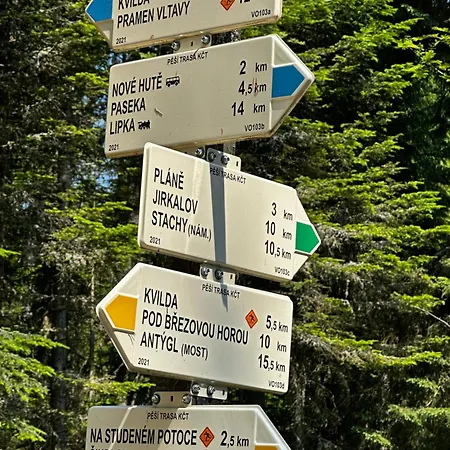 KVILDA
PRAMEN VLTAVY
VO103a
PĚŠÍ TRASA KČT
NOVÉ HUTĚ 2 km
PASEKA 4,5 km
LIPKA 14 km
2021 VO103b
PĚŠÍ TRASA KČT
PLÁNĚ 3 km
JIRKALOV 10 km
STACHY (NÁM.) 10,5 km
2021 VO103c
PĚŠÍ TRASA KČT
KVILDA 5,5 km
POD BŘEZOVOU HOROU 10 km
ANTÝGL (MOST) 15,5 km
2021 VO103d
PĚŠÍ TRASA KČT
NA STUDENÉM POTOCE 2,5 km